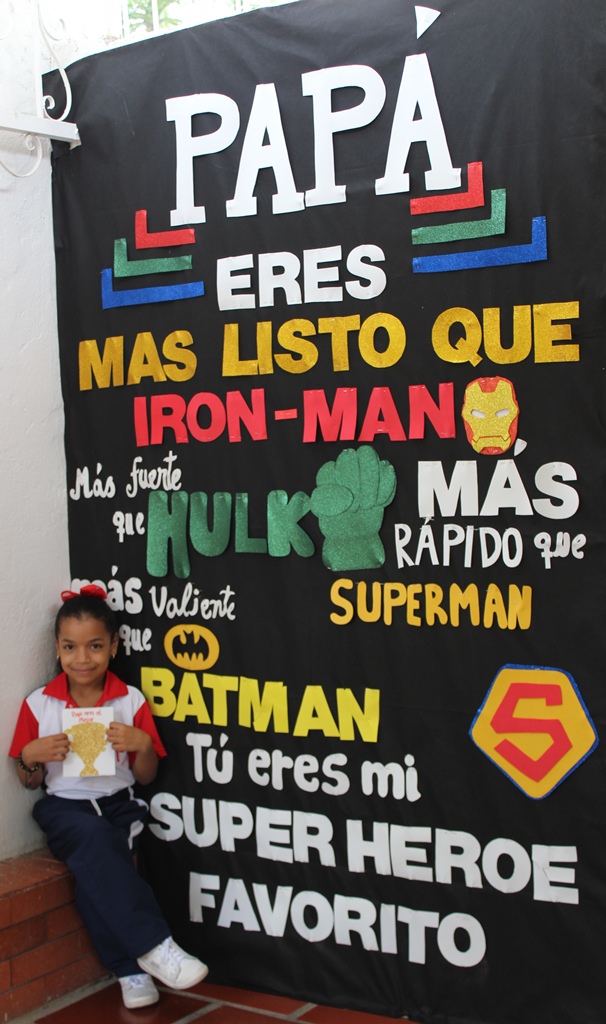 PAPÁ
ERES
MAS LISTO QUE
IRON-MAN
Más fuerte
que HULK
MÁS
RÁPIDO que
SUPERMAN
más valiente
que BATMAN
S
Tú eres mi
SUPER HEROE
FAVORITO